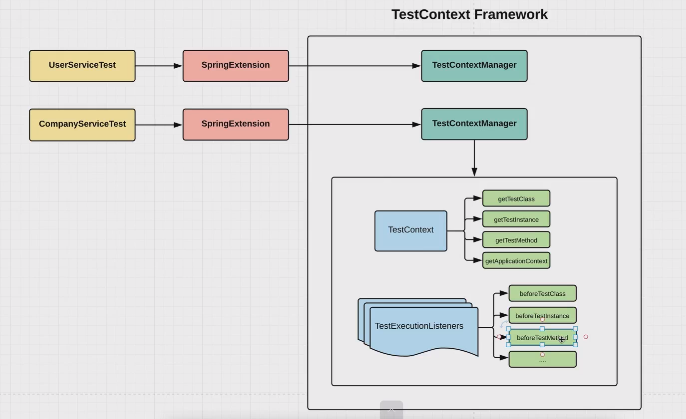 TestContext Framework
UserServiceTest
SpringExtension
TestContextManager
CompanyServiceTest
SpringExtension
TestContextManager
TestContext
getTestClass
getTestInstance
getTestMethod
getApplicationContext
TestExecutionListeners
beforeTestClass
beforeTestInstance
beforeTestMethod
....